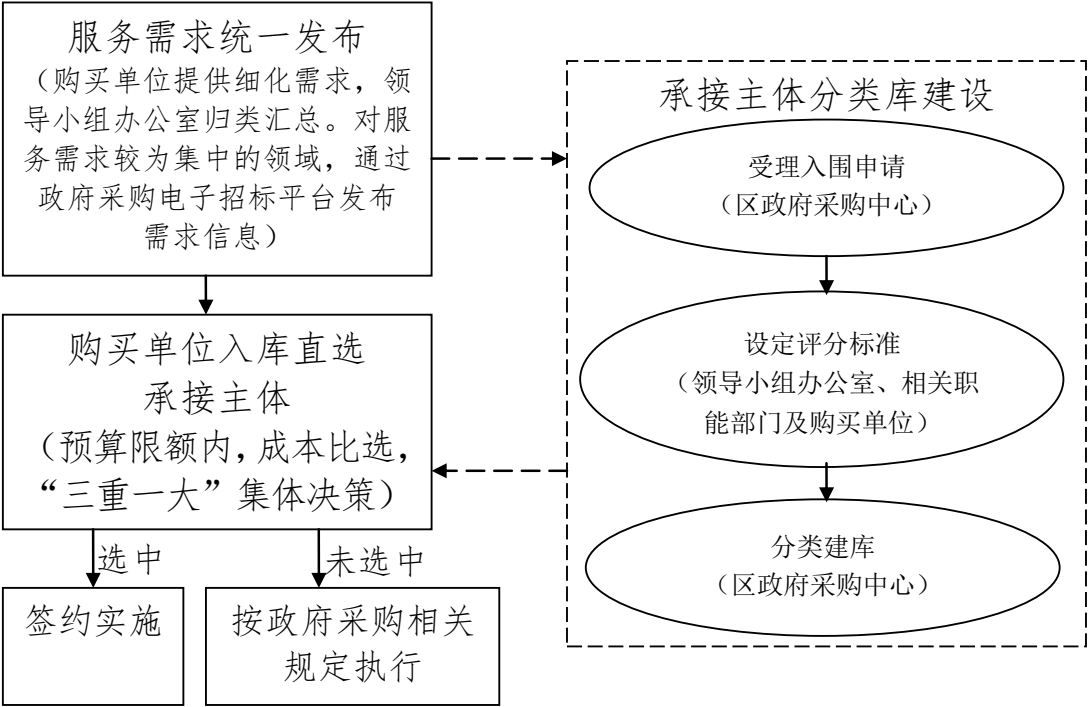 服务需求统一发布
（购买单位提供细化需求，领
导小组办公室归类汇总。对服
务需求较为集中的领域，通过
政府采购电子招标平台发布
需求信息）
购买单位入库直选
承接主体
（预算限额内，成本比选，
“三重一大”集体决策）
选中
未选中
签约实施
按政府采购相关
规定执行
承接主体分类库建设
受理入围申请
（区政府采购中心）
设定评分标准
（领导小组办公室、相关职
能部门及购买单位）
分类建库
（区政府采购中心）